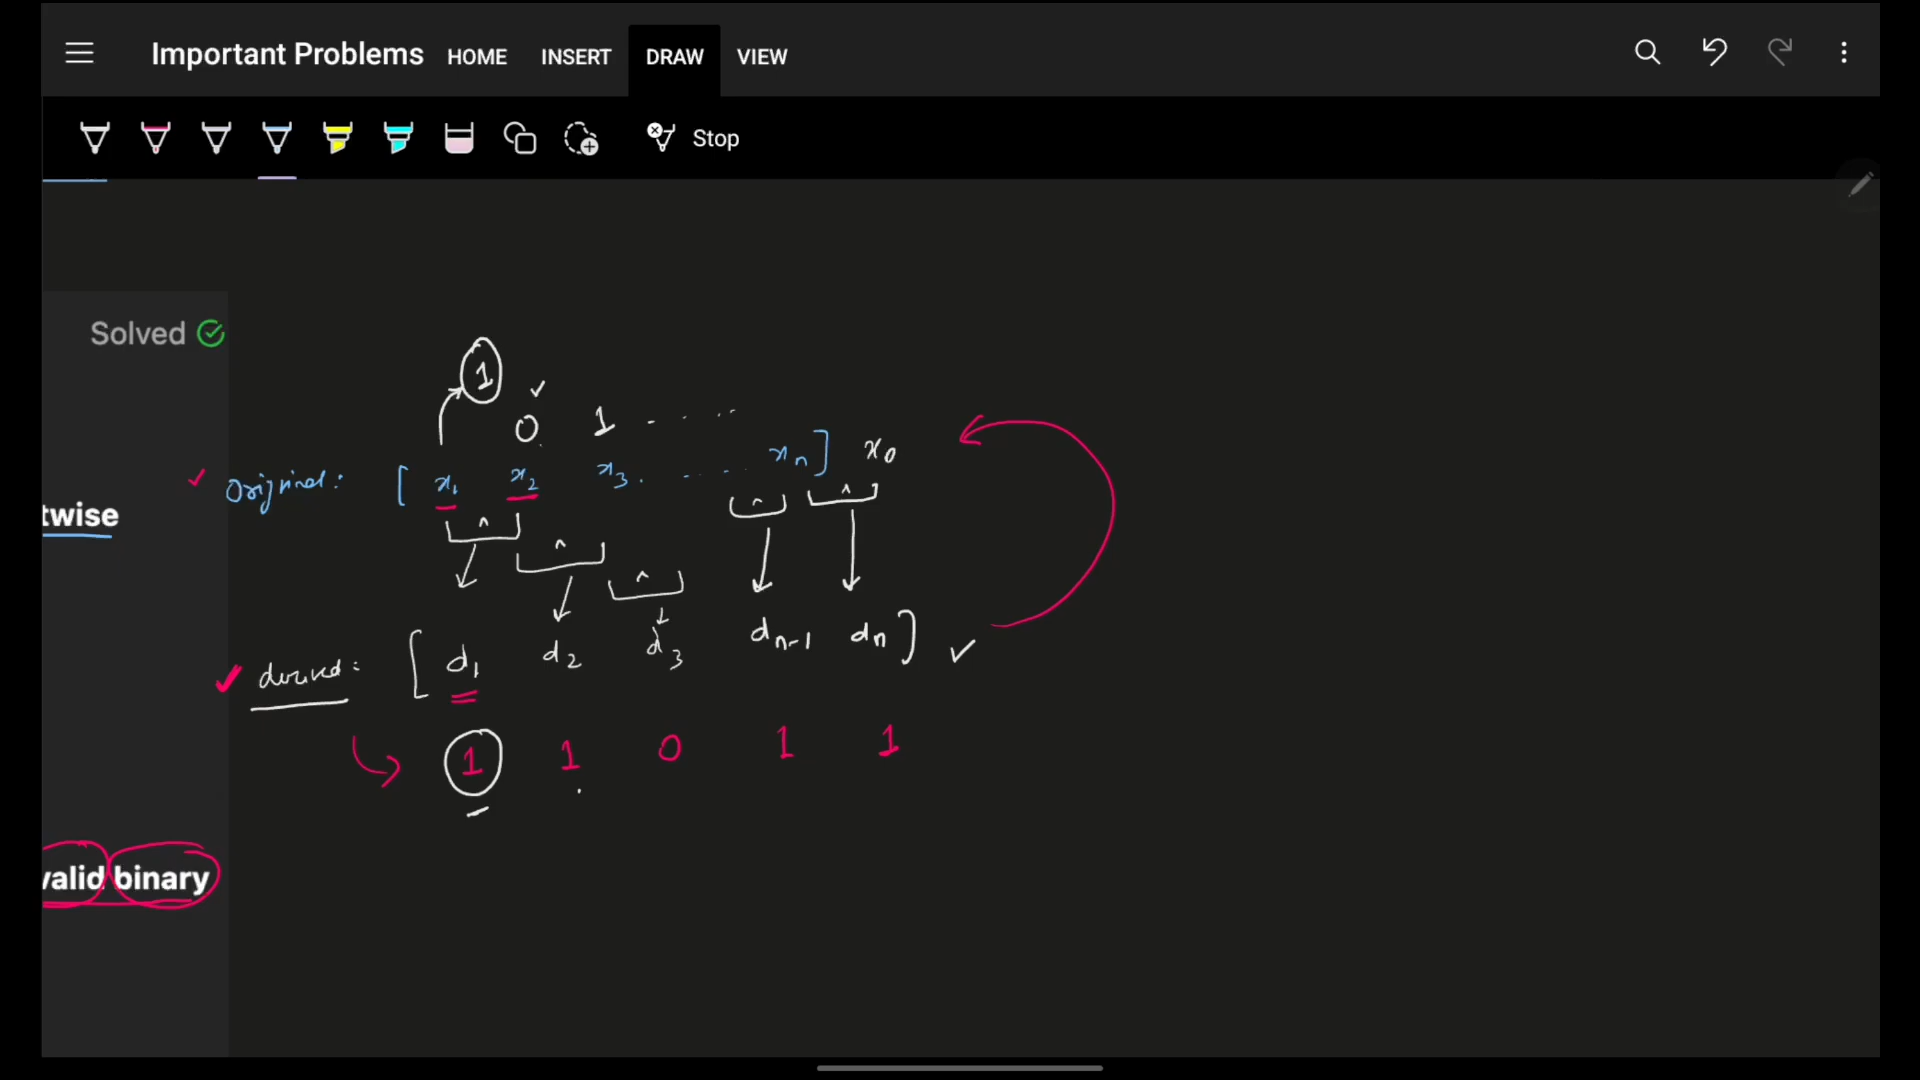 Important Problems HOME INSERT DRAW VIEW
Stop
Solved
1
0 1 . . . . .
Original: [ x1 x2 x3 . . . . . xn ] x0
twise
^ ^ ^ ^ ^
derived: [ d1 d2 d3 dn-1 dn ]
1 1 0 1 1
valid binary